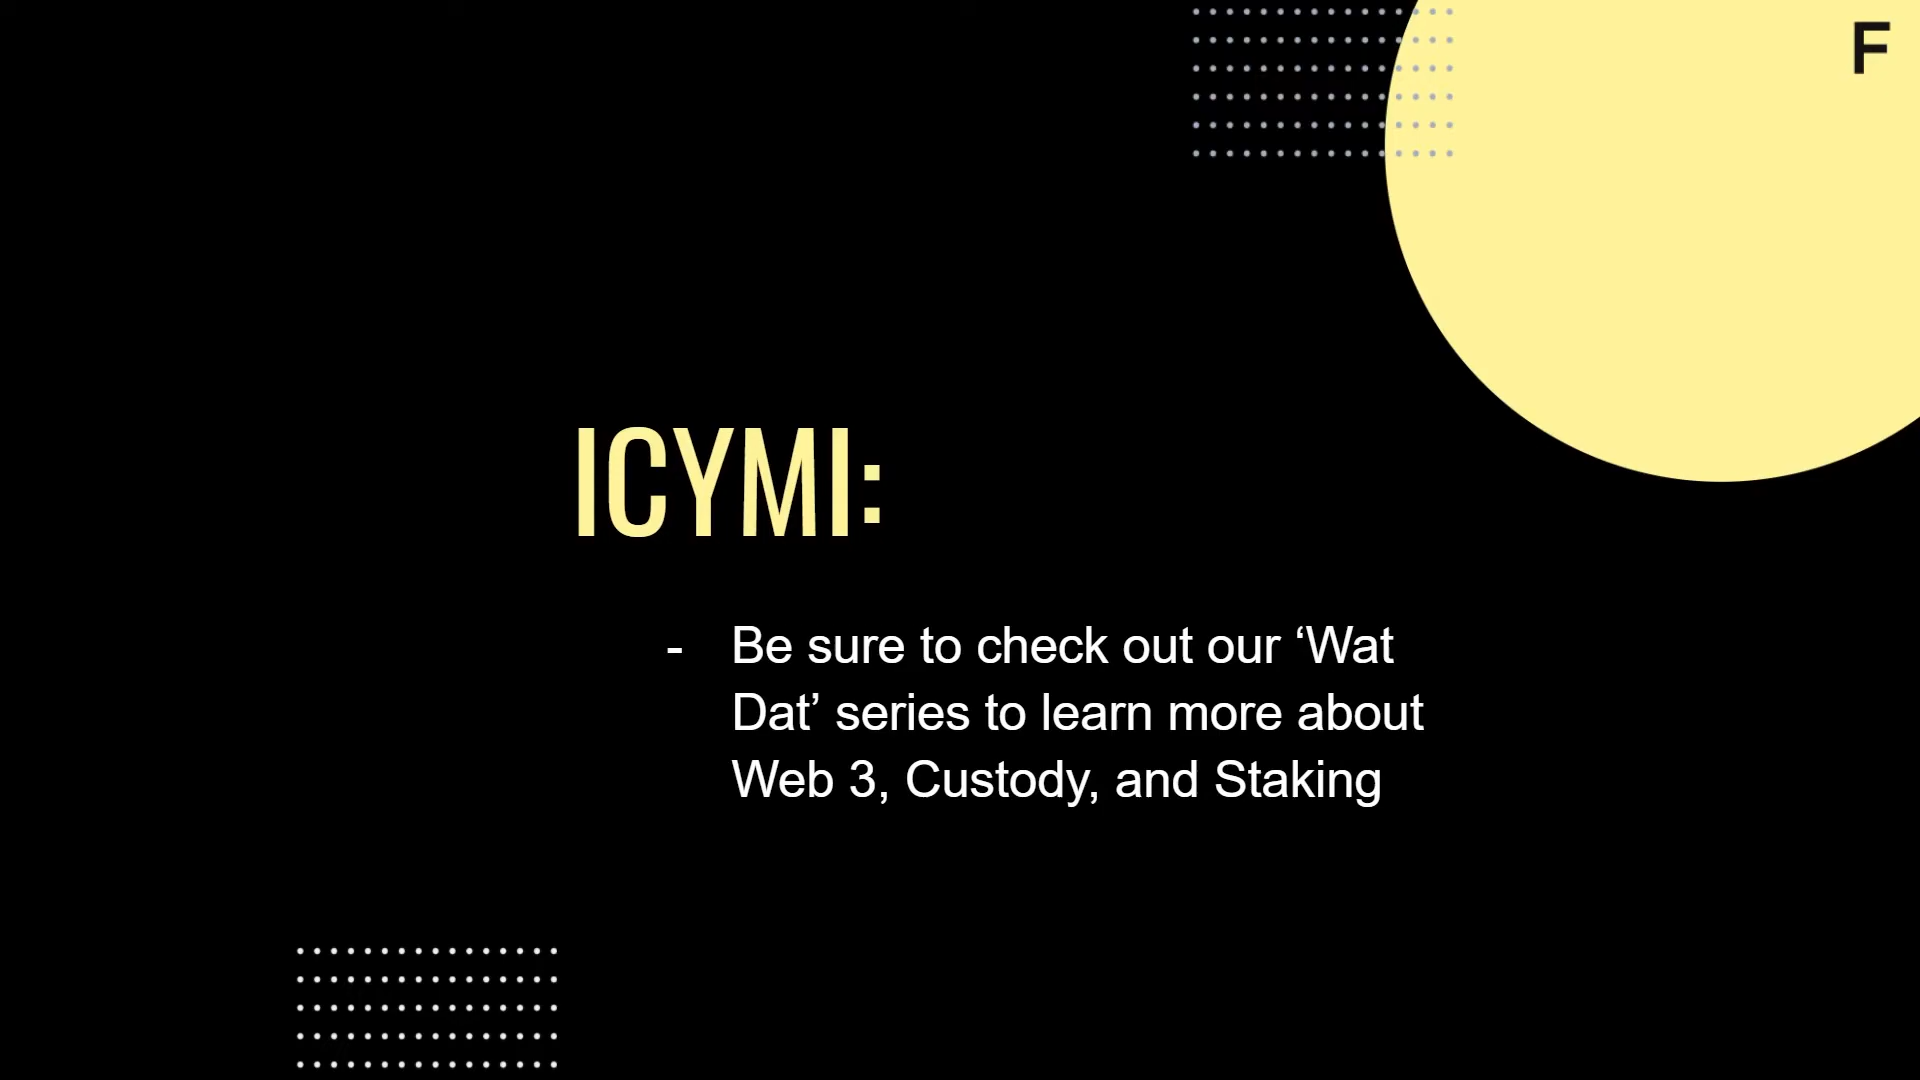 F
ICYMI:
- Be sure to check out our ‘Wat
Dat’ series to learn more about
Web 3, Custody, and Staking